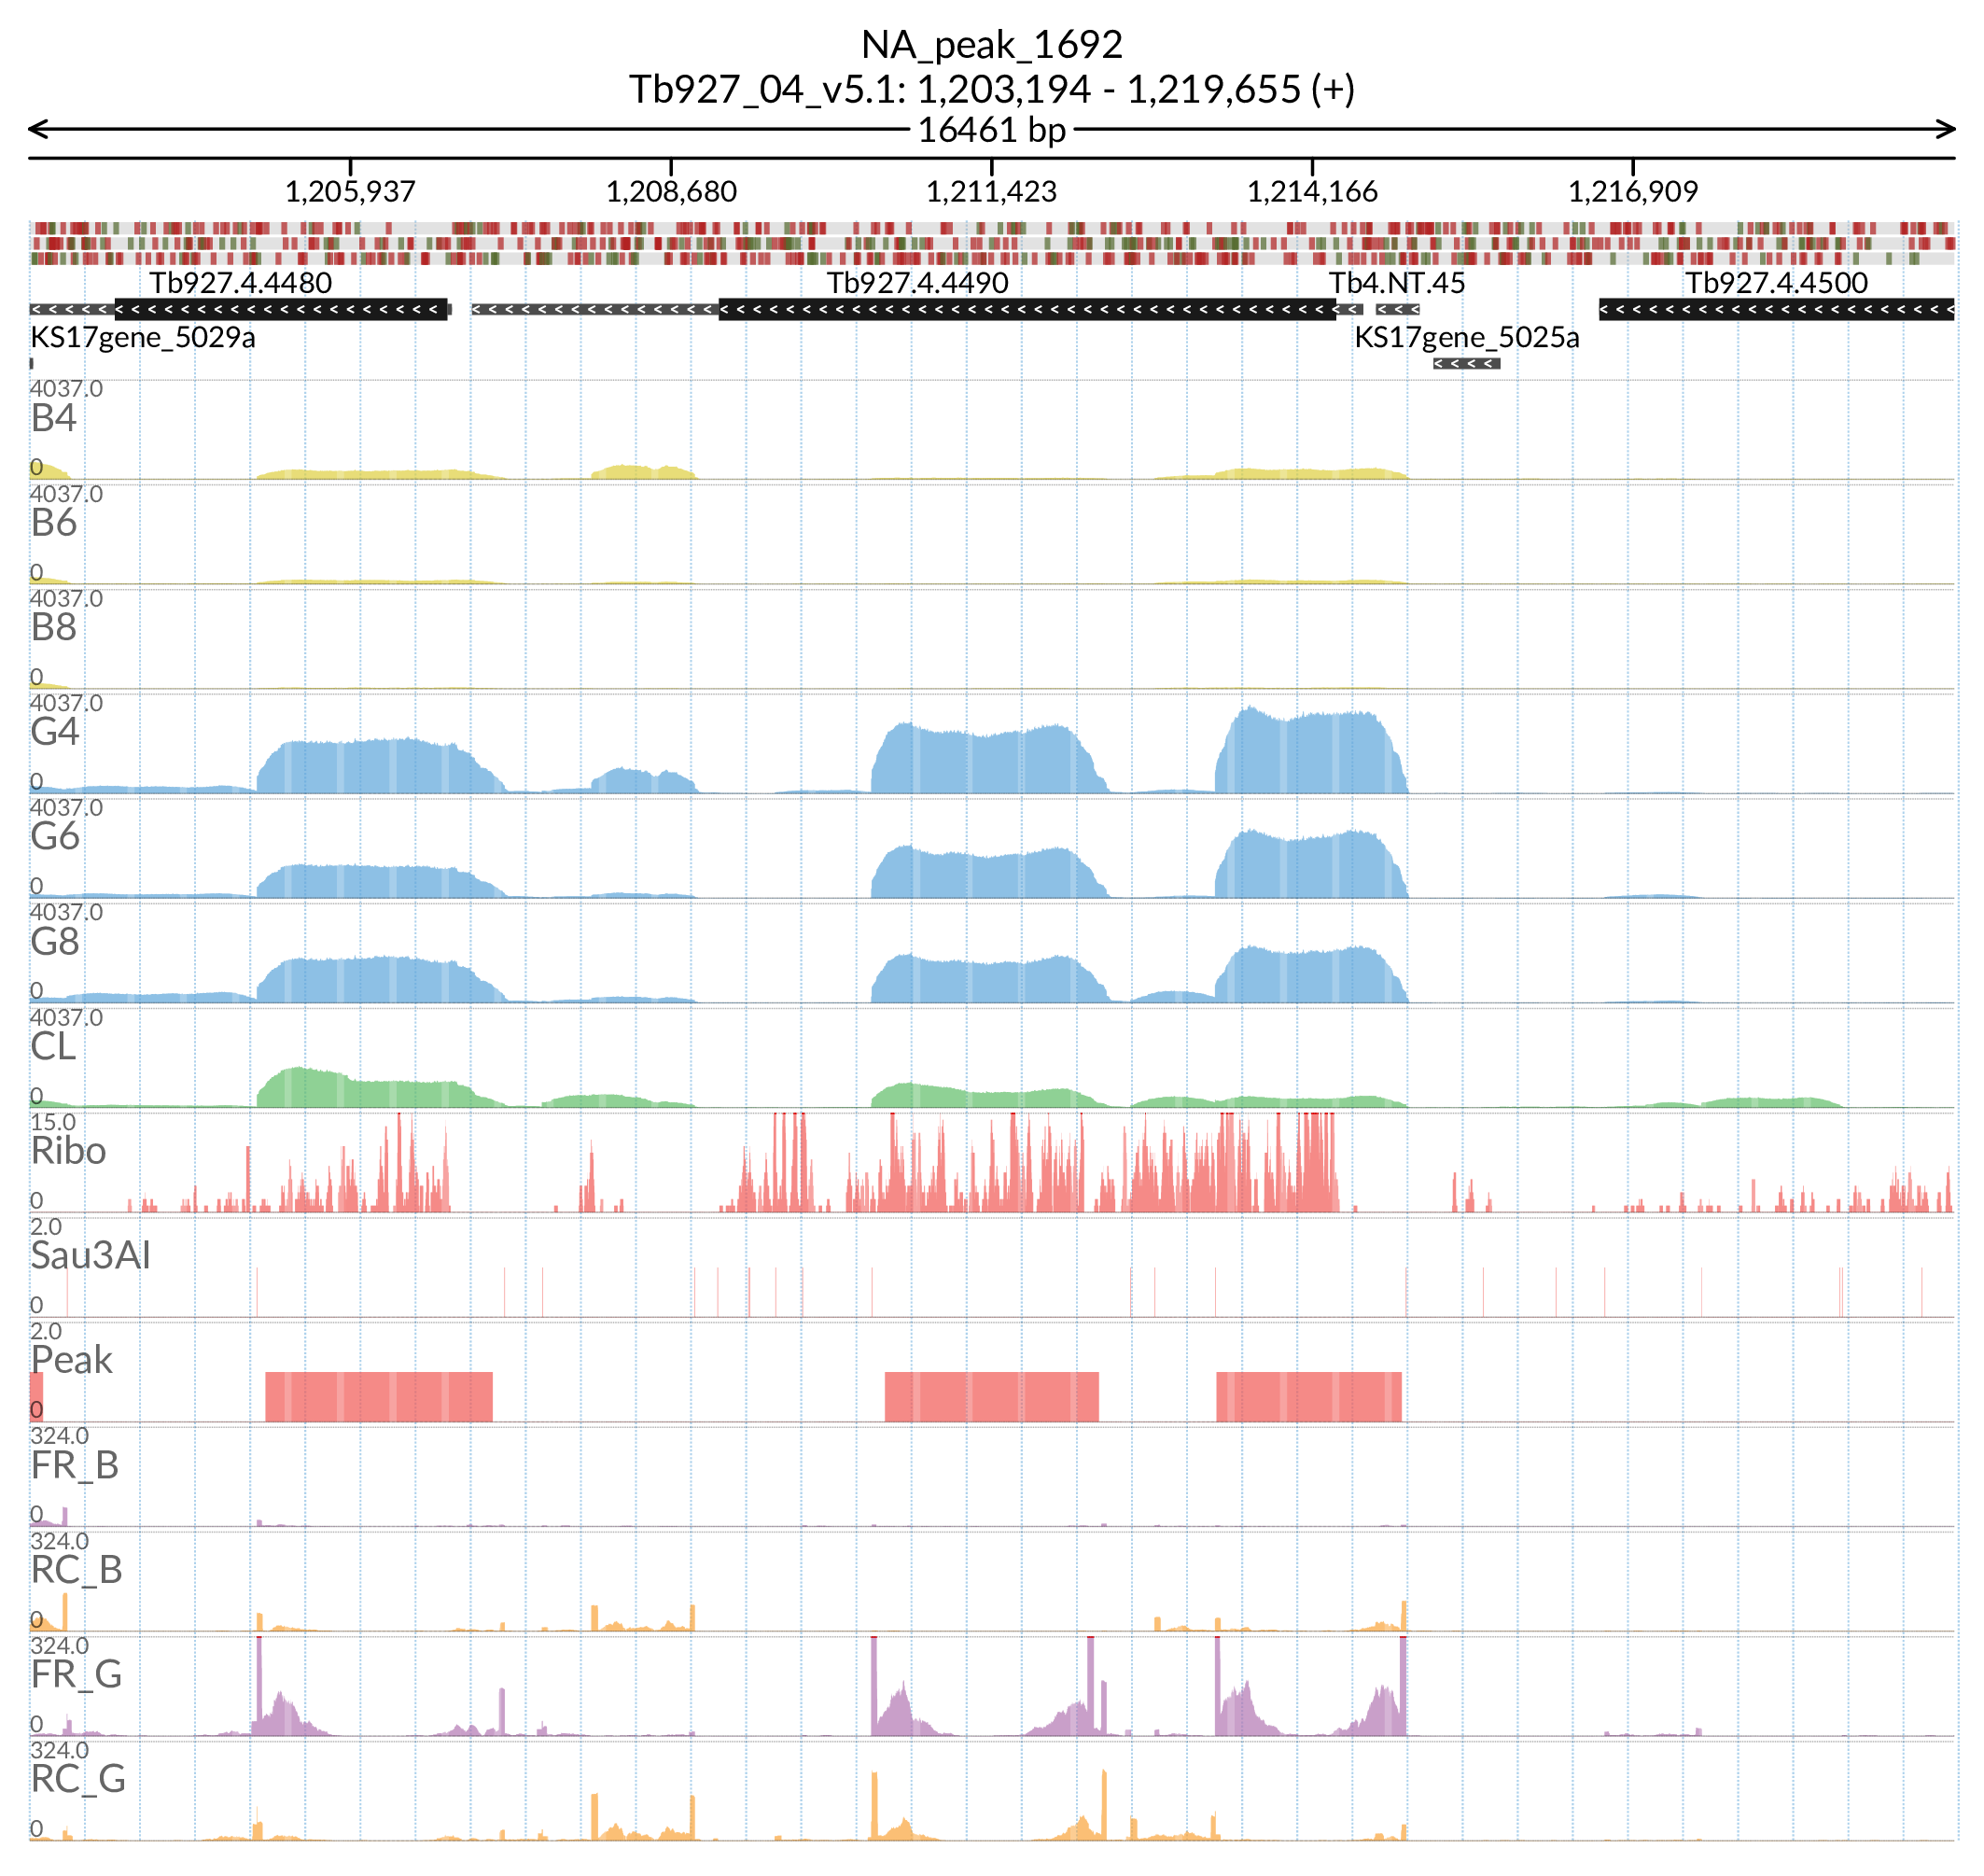 NA_peak_1692
Tb927_04_v5.1: 1,203,194 - 1,219,655 (+)
16461 bp
1,205,937 1,208,680 1,211,423 1,214,166 1,216,909
Tb927.4.4480 Tb927.4.4490 Tb4.NT.45 Tb927.4.4500
KS17gene_5029a KS17gene_5025a
4037.0
B4
0
4037.0
B6
0
4037.0
B8
0
4037.0
G4
0
4037.0
G6
0
4037.0
G8
0
4037.0
CL
0
15.0
Ribo
0
2.0
Sau3AI
0
2.0
Peak
0
324.0
FR_B
0
324.0
RC_B
0
324.0
FR_G
0
324.0
RC_G
0